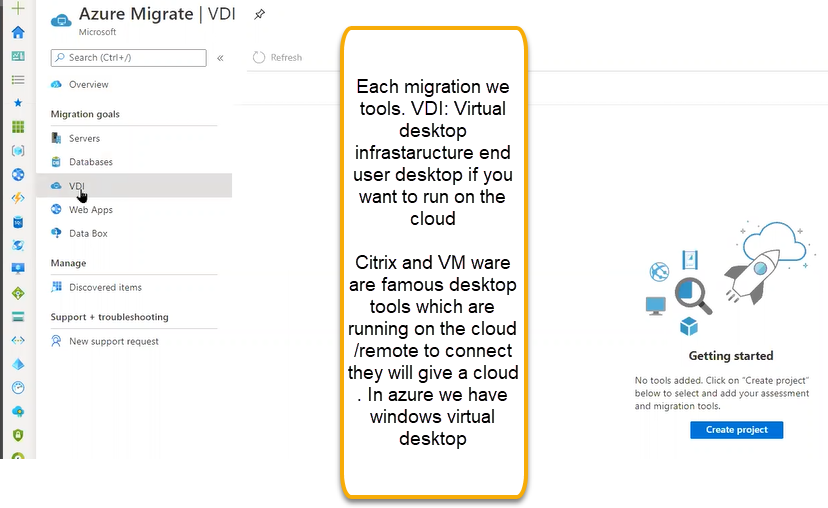 Azure Migrate | VDI
Microsoft
Search (Ctrl+/)
«
Refresh
Overview
Migration goals
Servers
Databases
VDI
Web Apps
Data Box
Manage
Discovered items
Support + troubleshooting
New support request
Each migration we
tools. VDI: Virtual
desktop
infrastaructure end
user desktop if you
want to run on the
cloud
Citrix and VM ware
are famous desktop
tools which are
running on the cloud
/remote to connect
they will give a cloud
. In azure we have
windows virtual
desktop
Getting started
No tools added. Click on "Create project"
below to select and add your assessment
and migration tools.
Create project